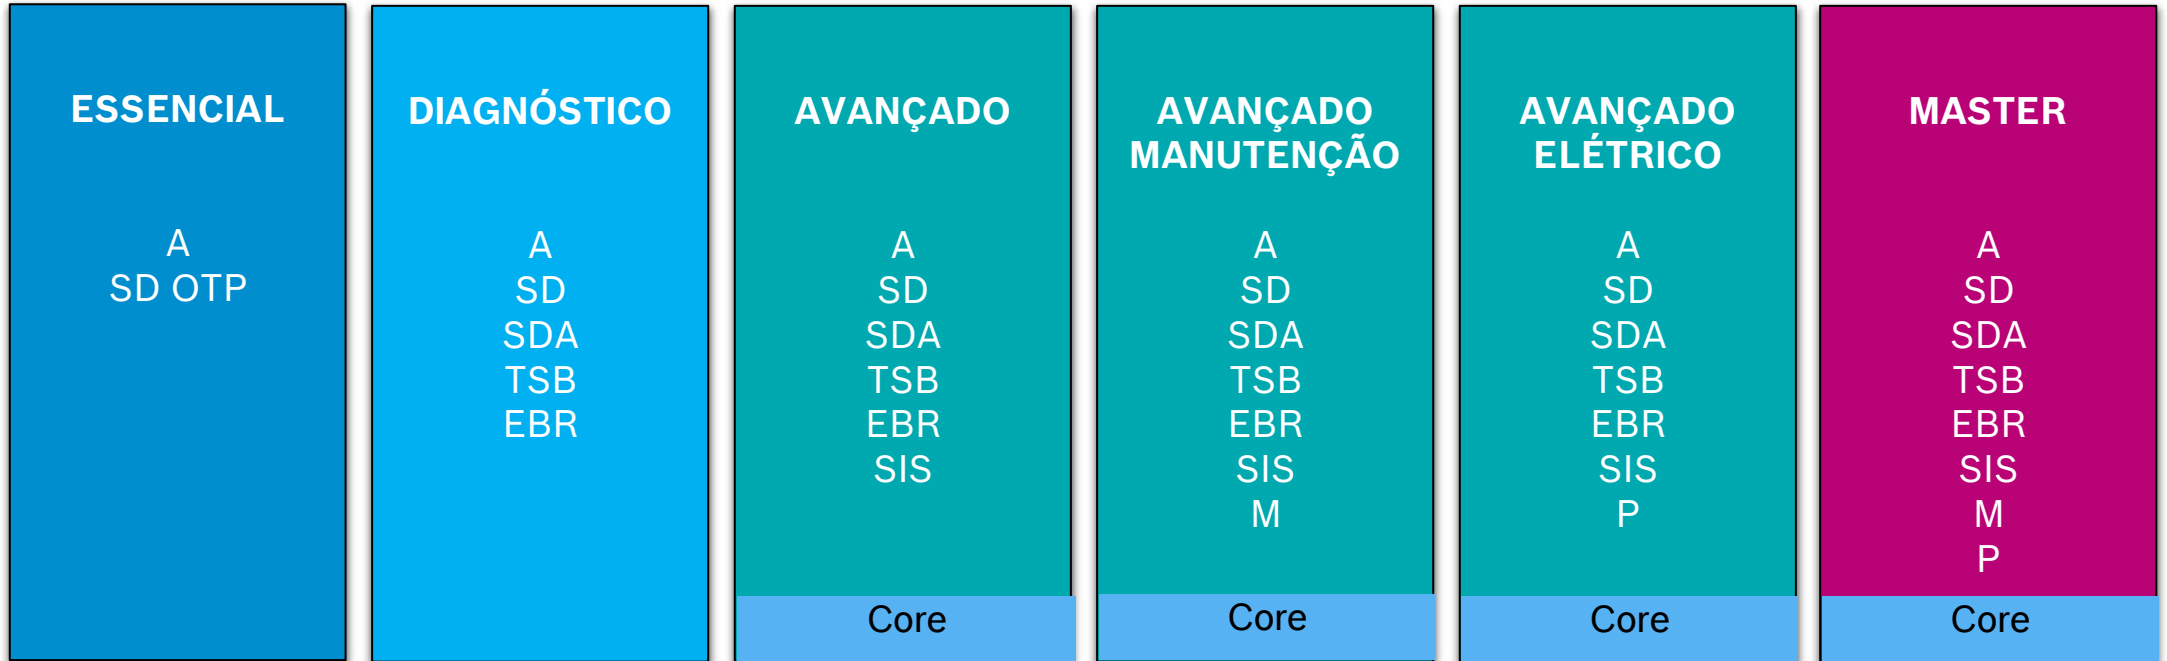 ESSENCIAL
A
SD OTP
DIAGNÓSTICO
A
SD
SDA
TSB
EBR
AVANÇADO
A
SD
SDA
TSB
EBR
SIS
Core
AVANÇADO
MANUTENÇÃO
A
SD
SDA
TSB
EBR
SIS
M
Core
AVANÇADO
ELÉTRICO
A
SD
SDA
TSB
EBR
SIS
P
Core
MASTER
A
SD
SDA
TSB
EBR
SIS
M
P
Core